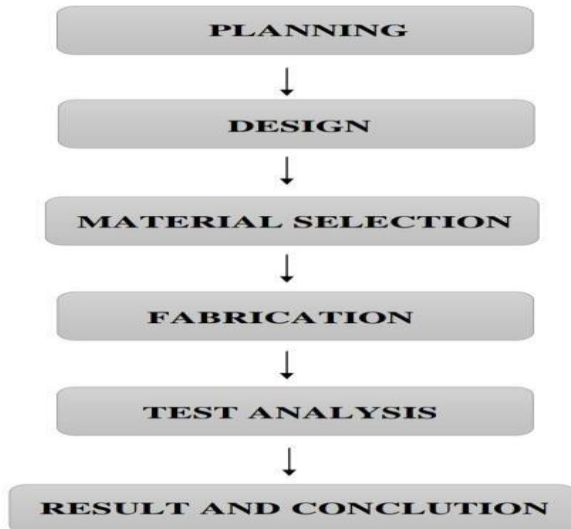 PLANNING
DESIGN
MATERIAL SELECTION
FABRICATION
TEST ANALYSIS
RESULT AND CONCLUTION